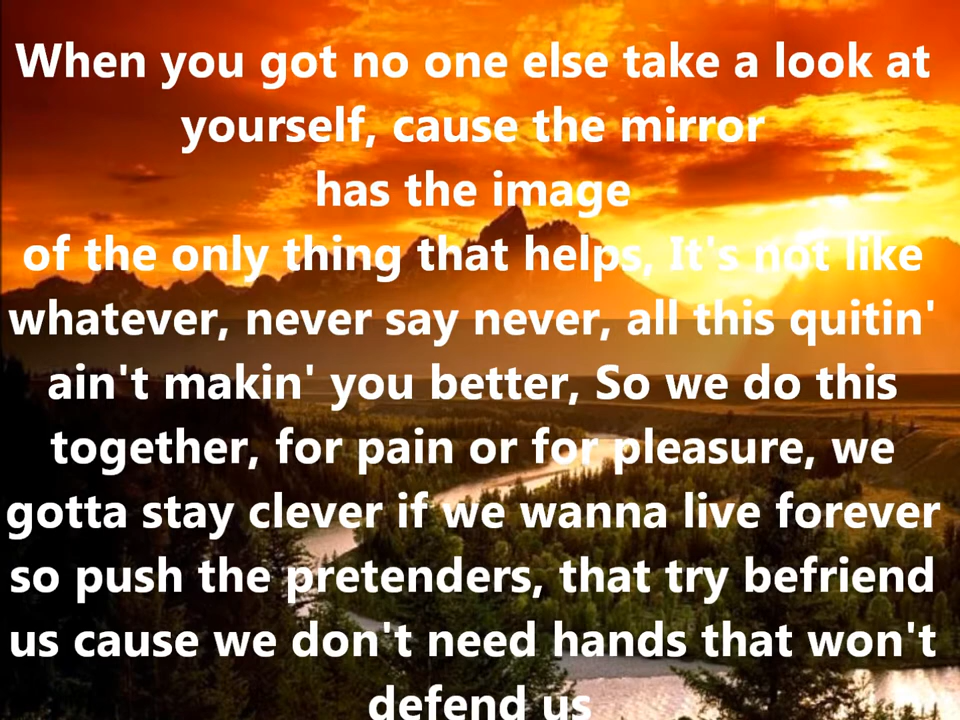 When you got no one else take a look at
yourself, cause the mirror
has the image
of the only thing that helps, It's not like
whatever, never say never, all this quitin'
ain't makin' you better, So we do this
together, for pain or for pleasure, we
gotta stay clever if we wanna live forever
so push the pretenders, that try befriend
us cause we don't need hands that won't
defend us